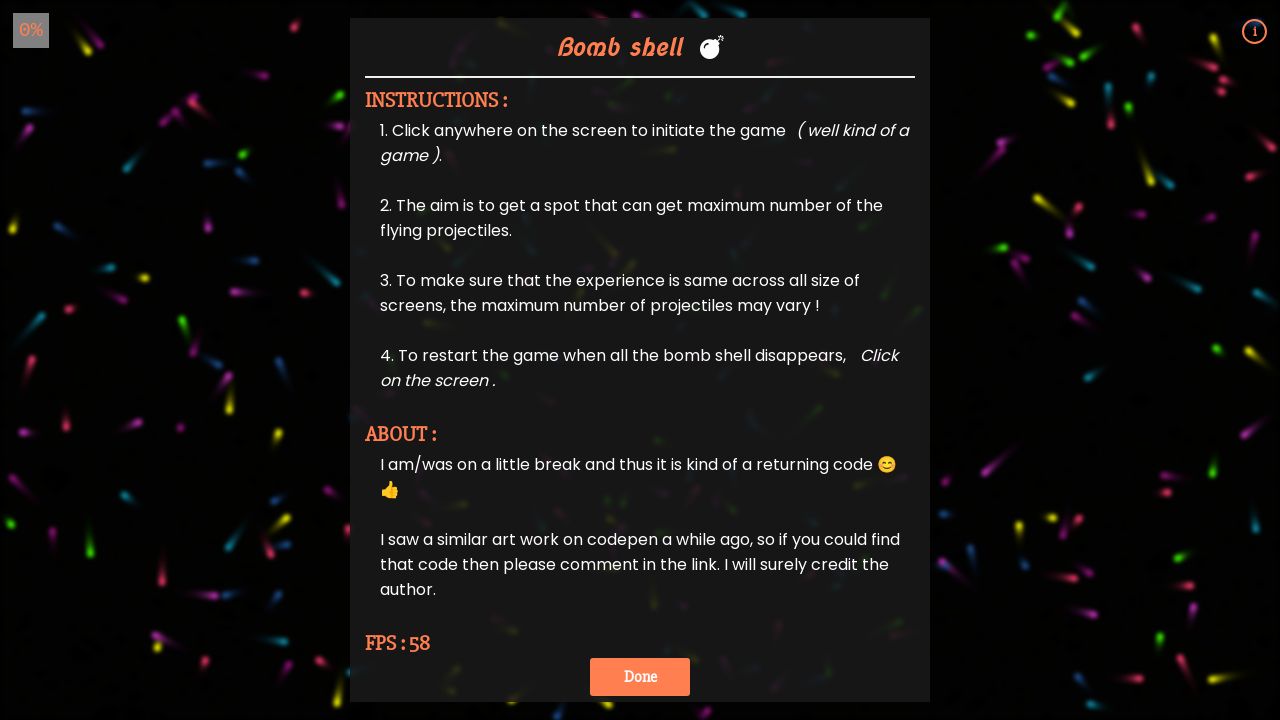 0%
i
Bomb shell 💣
INSTRUCTIONS :
1. Click anywhere on the screen to initiate the game ( well kind of a
game ).
2. The aim is to get a spot that can get maximum number of the
flying projectiles.
3. To make sure that the experience is same across all size of
screens, the maximum number of projectiles may vary !
4. To restart the game when all the bomb shell disappears, Click
on the screen .
ABOUT :
I am/was on a little break and thus it is kind of a returning code 😊
👍
I saw a similar art work on codepen a while ago, so if you could find
that code then please comment in the link. I will surely credit the
author.
FPS : 58
Done